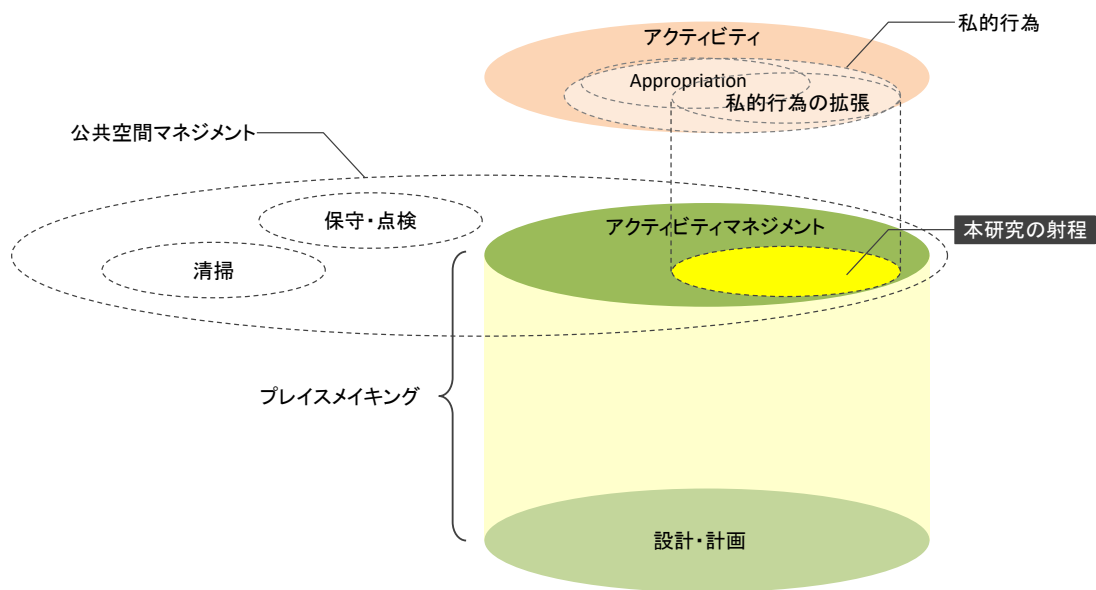 私的行為
アクティビティ
Appropriation
私的行為の拡張
公共空間マネジメント
保守・点検
アクティビティマネジメント
本研究の射程
清掃
プレイスメイキング
設計・計画